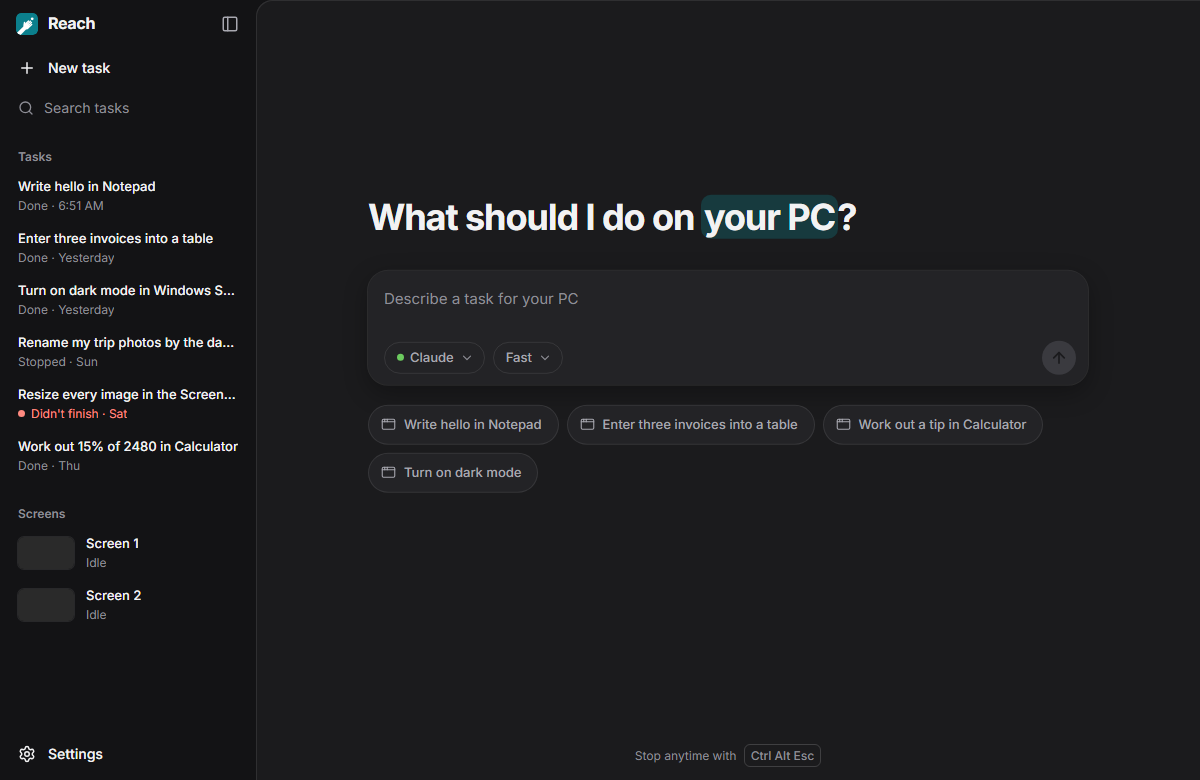 Reach
New task
Search tasks
Tasks
Write hello in Notepad
Done · 6:51 AM
Enter three invoices into a table
Done · Yesterday
Turn on dark mode in Windows S...
Done · Yesterday
Rename my trip photos by the da...
Stopped · Sun
Resize every image in the Screen...
Didn't finish · Sat
Work out 15% of 2480 in Calculator
Done · Thu
Screens
Screen 1
Idle
Screen 2
Idle
Settings
What should I do on your PC?
Describe a task for your PC
Claude Fast
Write hello in Notepad Enter three invoices into a table Work out a tip in Calculator
Turn on dark mode
Stop anytime with Ctrl Alt Esc